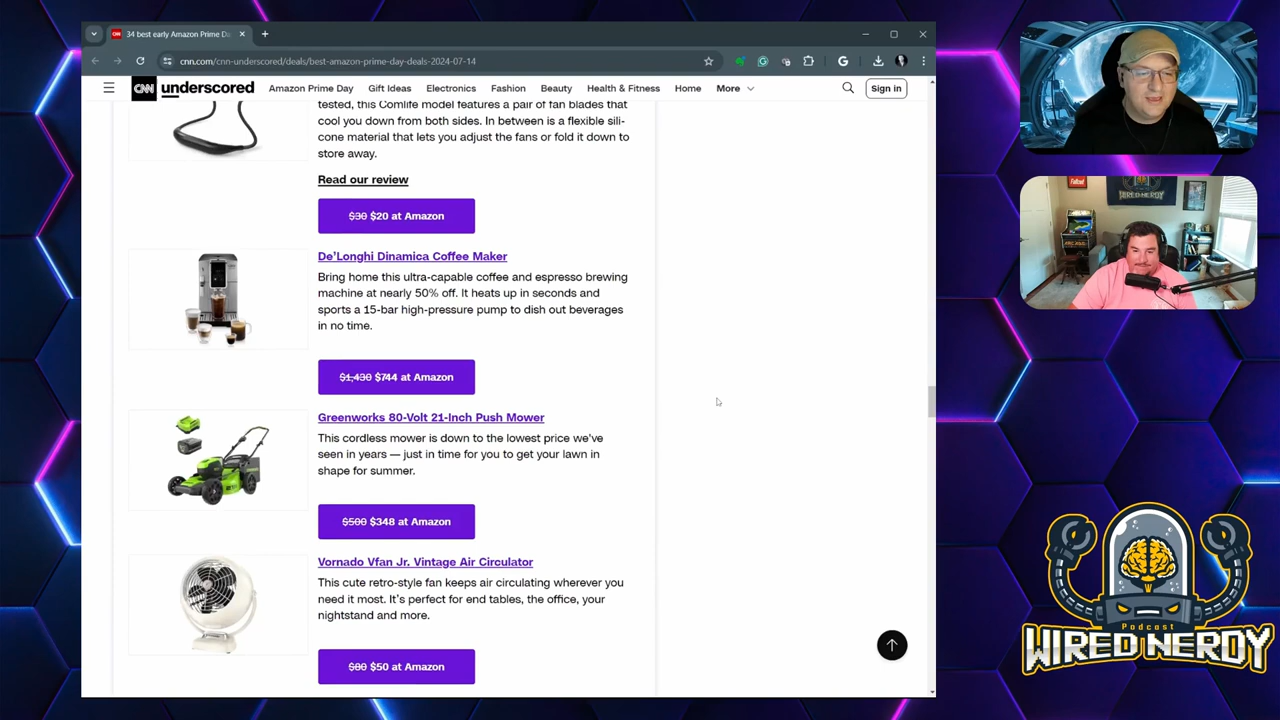 34 best early Amazon Prime Da
cnn.com/cnn-underscored/deals/best-amazon-prime-day-deals-2024-07-14
CNN underscored
Amazon Prime Day Gift Ideas Electronics Fashion Beauty Health & Fitness Home More
Sign in
tested, this Comlife model features a pair of fan blades that
cool you down from both sides. In between is a flexible sili-
cone material that lets you adjust the fans or fold it down to
store away.
Read our review
$30 $20 at Amazon
De'Longhi Dinamica Coffee Maker
Bring home this ultra-capable coffee and espresso brewing
machine at nearly 50% off. It heats up in seconds and
sports a 15-bar high-pressure pump to dish out beverages
in no time.
$1,430 $744 at Amazon
Greenworks 80-Volt 21-Inch Push Mower
This cordless mower is down to the lowest price we've
seen in years — just in time for you to get your lawn in
shape for summer.
$500 $348 at Amazon
Vornado Vfan Jr. Vintage Air Circulator
This cute retro-style fan keeps air circulating wherever you
need it most. It's perfect for end tables, the office, your
nightstand and more.
$80 $50 at Amazon
Fallout
WIRED NERDY
Podcast
WIRED NERDY